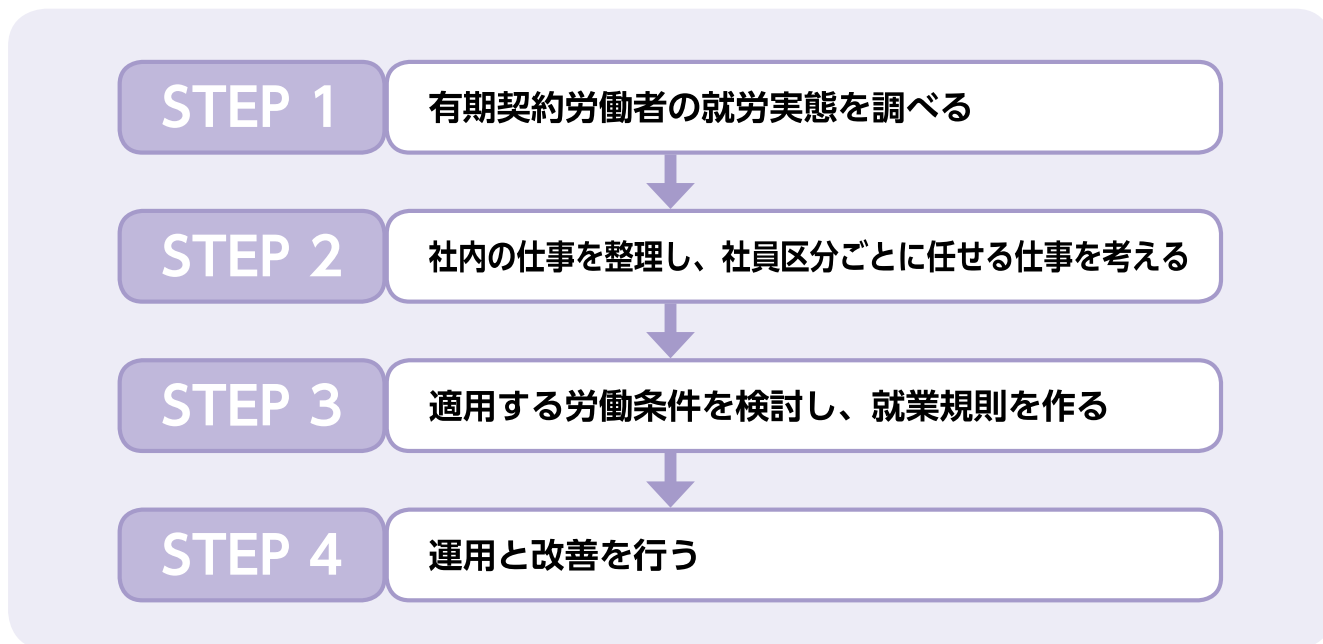 STEP 1
有期契約労働者の就労実態を調べる
STEP 2
社内の仕事を整理し、社員区分ごとに任せる仕事を考える
STEP 3
適用する労働条件を検討し、就業規則を作る
STEP 4
運用と改善を行う